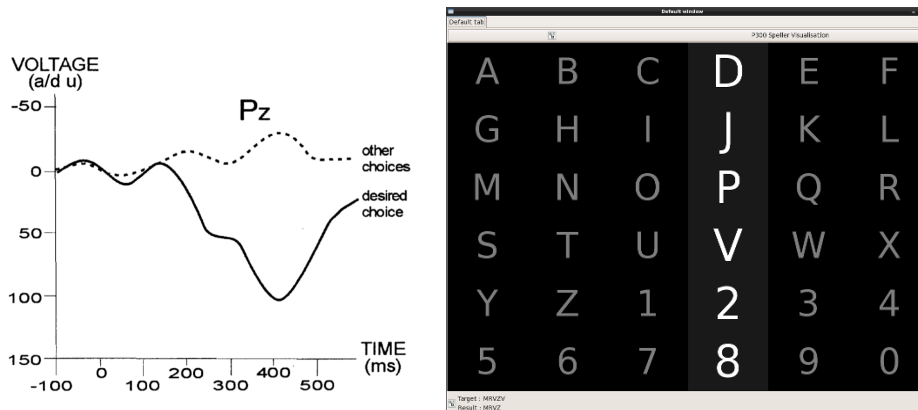 VOLTAGE
(a/d u)
-50
0
50
100
150
Pz
other
choices
desired
choice
TIME
(ms)
-100 0 100 200 300 400 500
Default window
Default tab
P300 Speller Visualisation
A B C D E F
G H I J K L
M N O P Q R
S T U V W X
Y Z 1 2 3 4
5 6 7 8 9 0
Target : MRVZV
Result : MRVZ